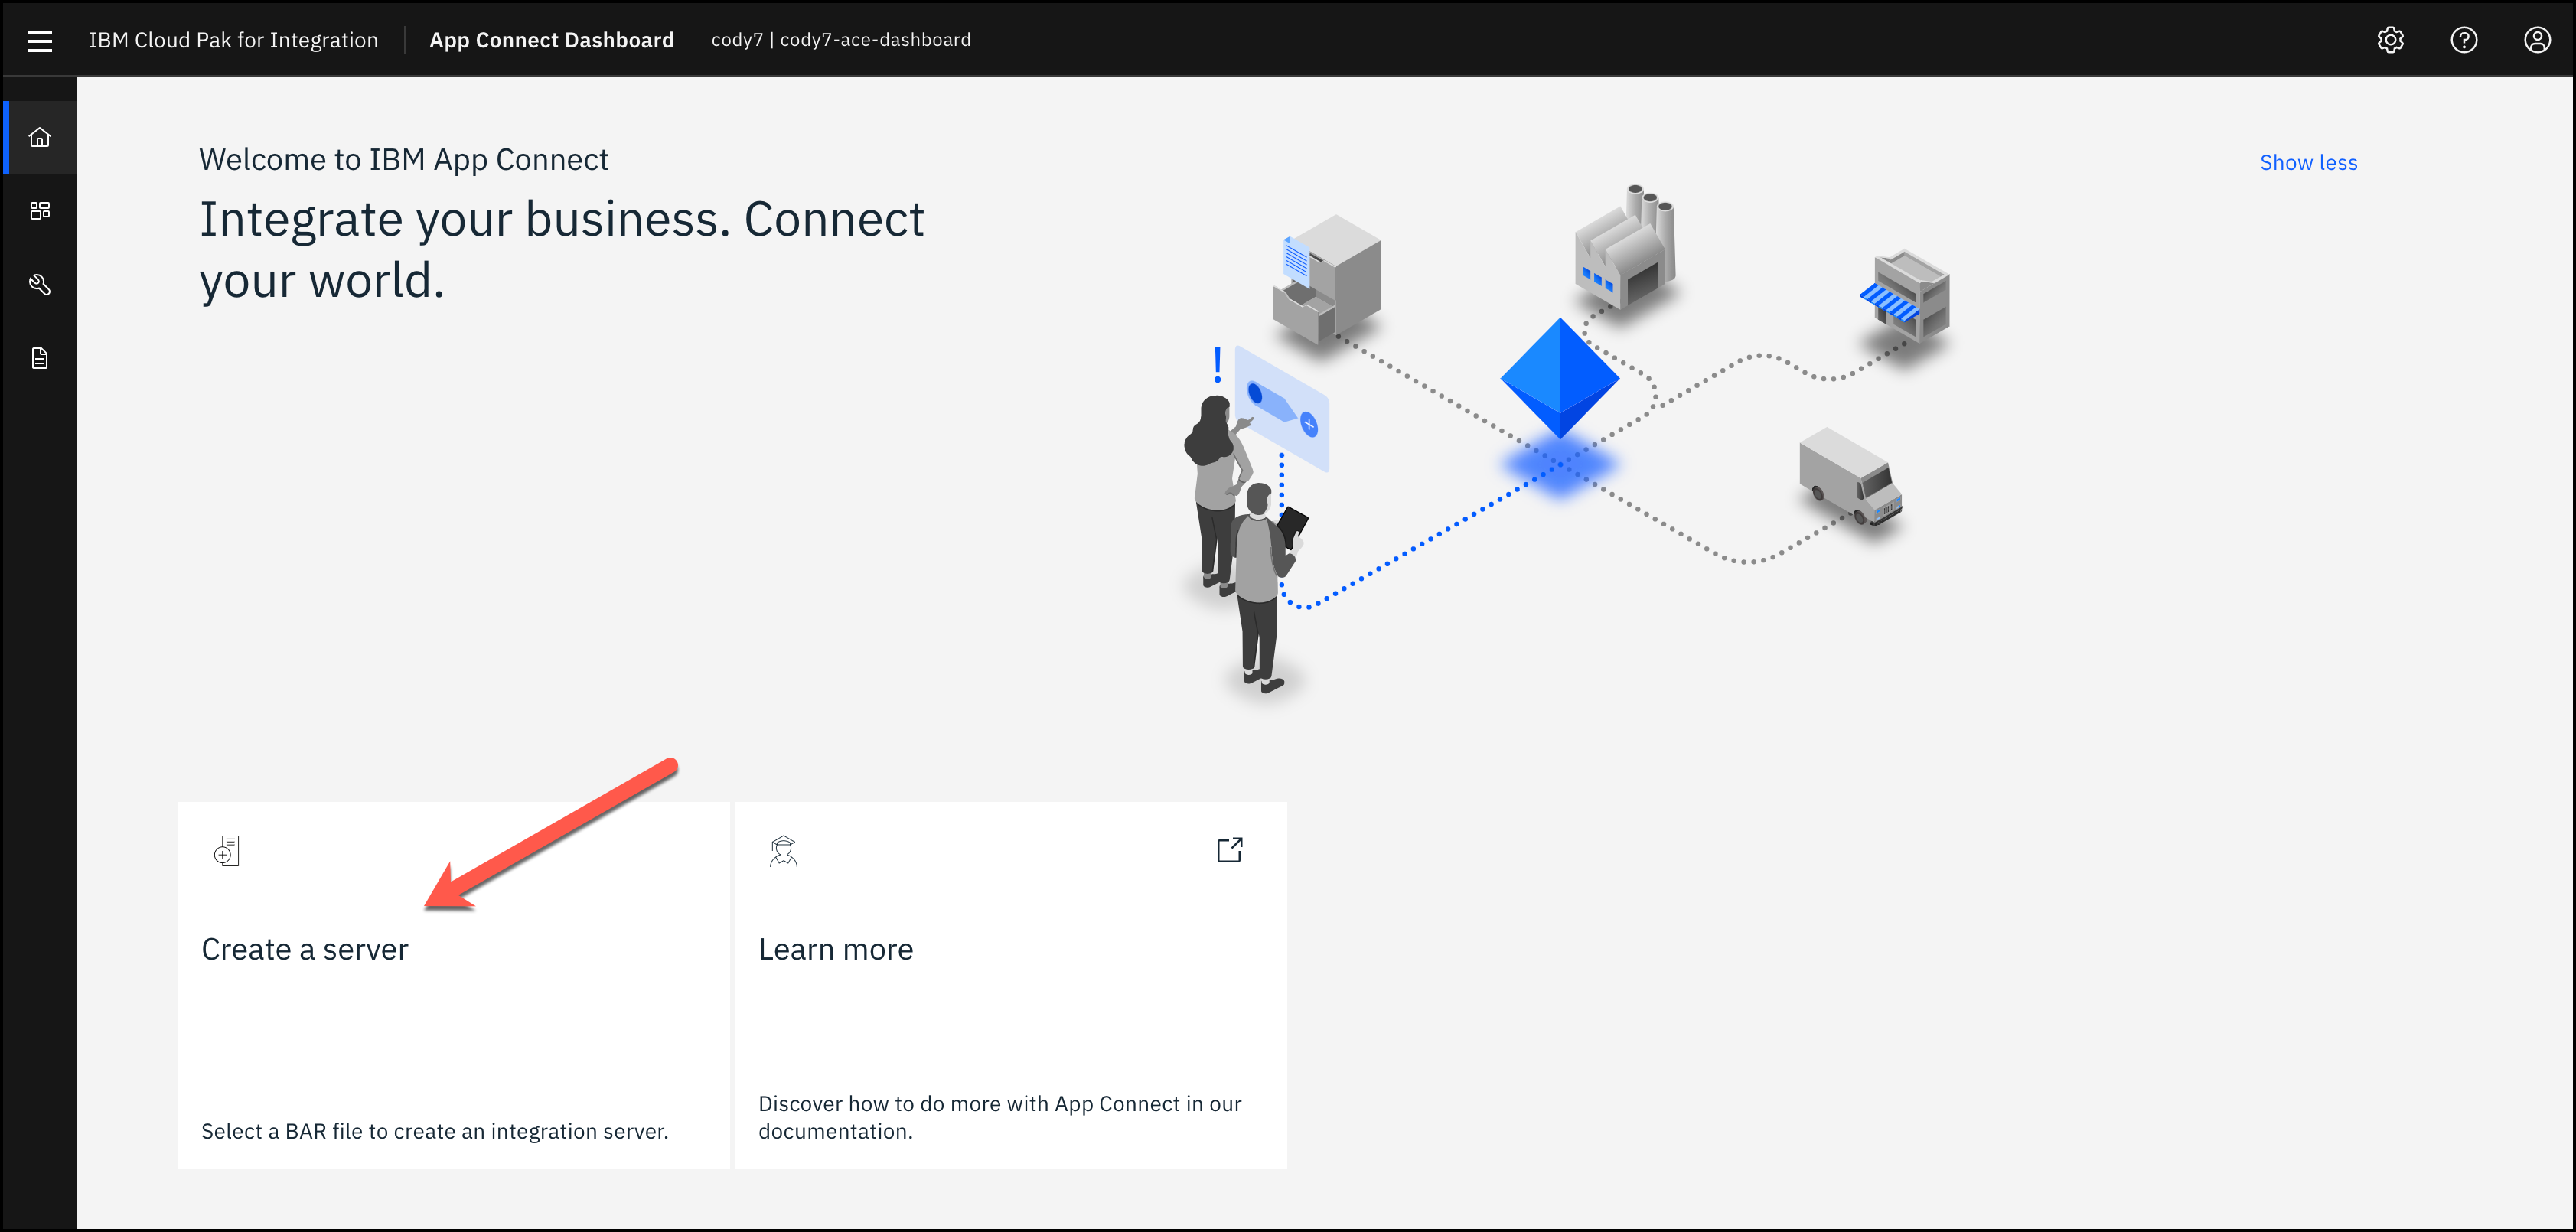 IBM Cloud Pak for Integration
App Connect Dashboard
cody7 | cody7-ace-dashboard
Welcome to IBM App Connect
Show less
Integrate your business. Connect
your world.
Create a server
Select a BAR file to create an integration server.
Learn more
Discover how to do more with App Connect in our
documentation.